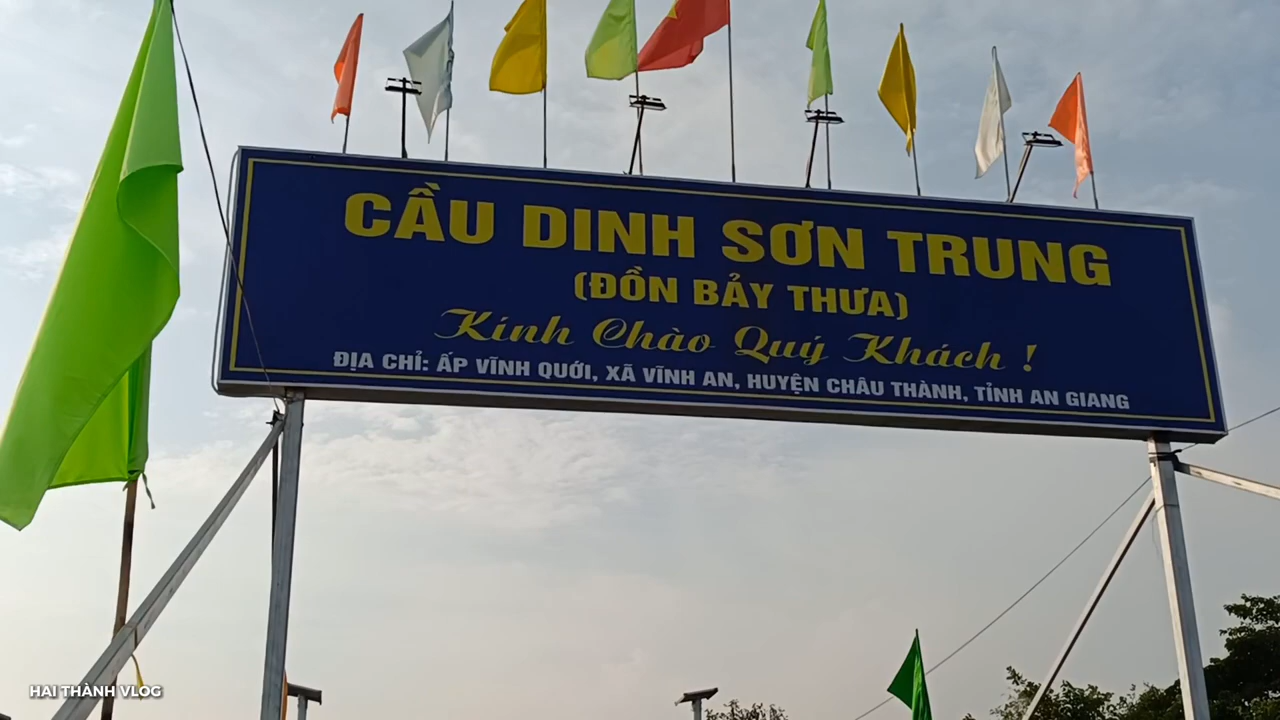 CẦU DINH SƠN TRUNG
(ĐỒN BẢY THƯA)
Kính Chào Quý Khách !
ĐỊA CHỈ: ẤP VĨNH QUỚI, XÃ VĨNH AN, HUYỆN CHÂU THÀNH, TỈNH AN GIANG
HAI THÀNH VLOG